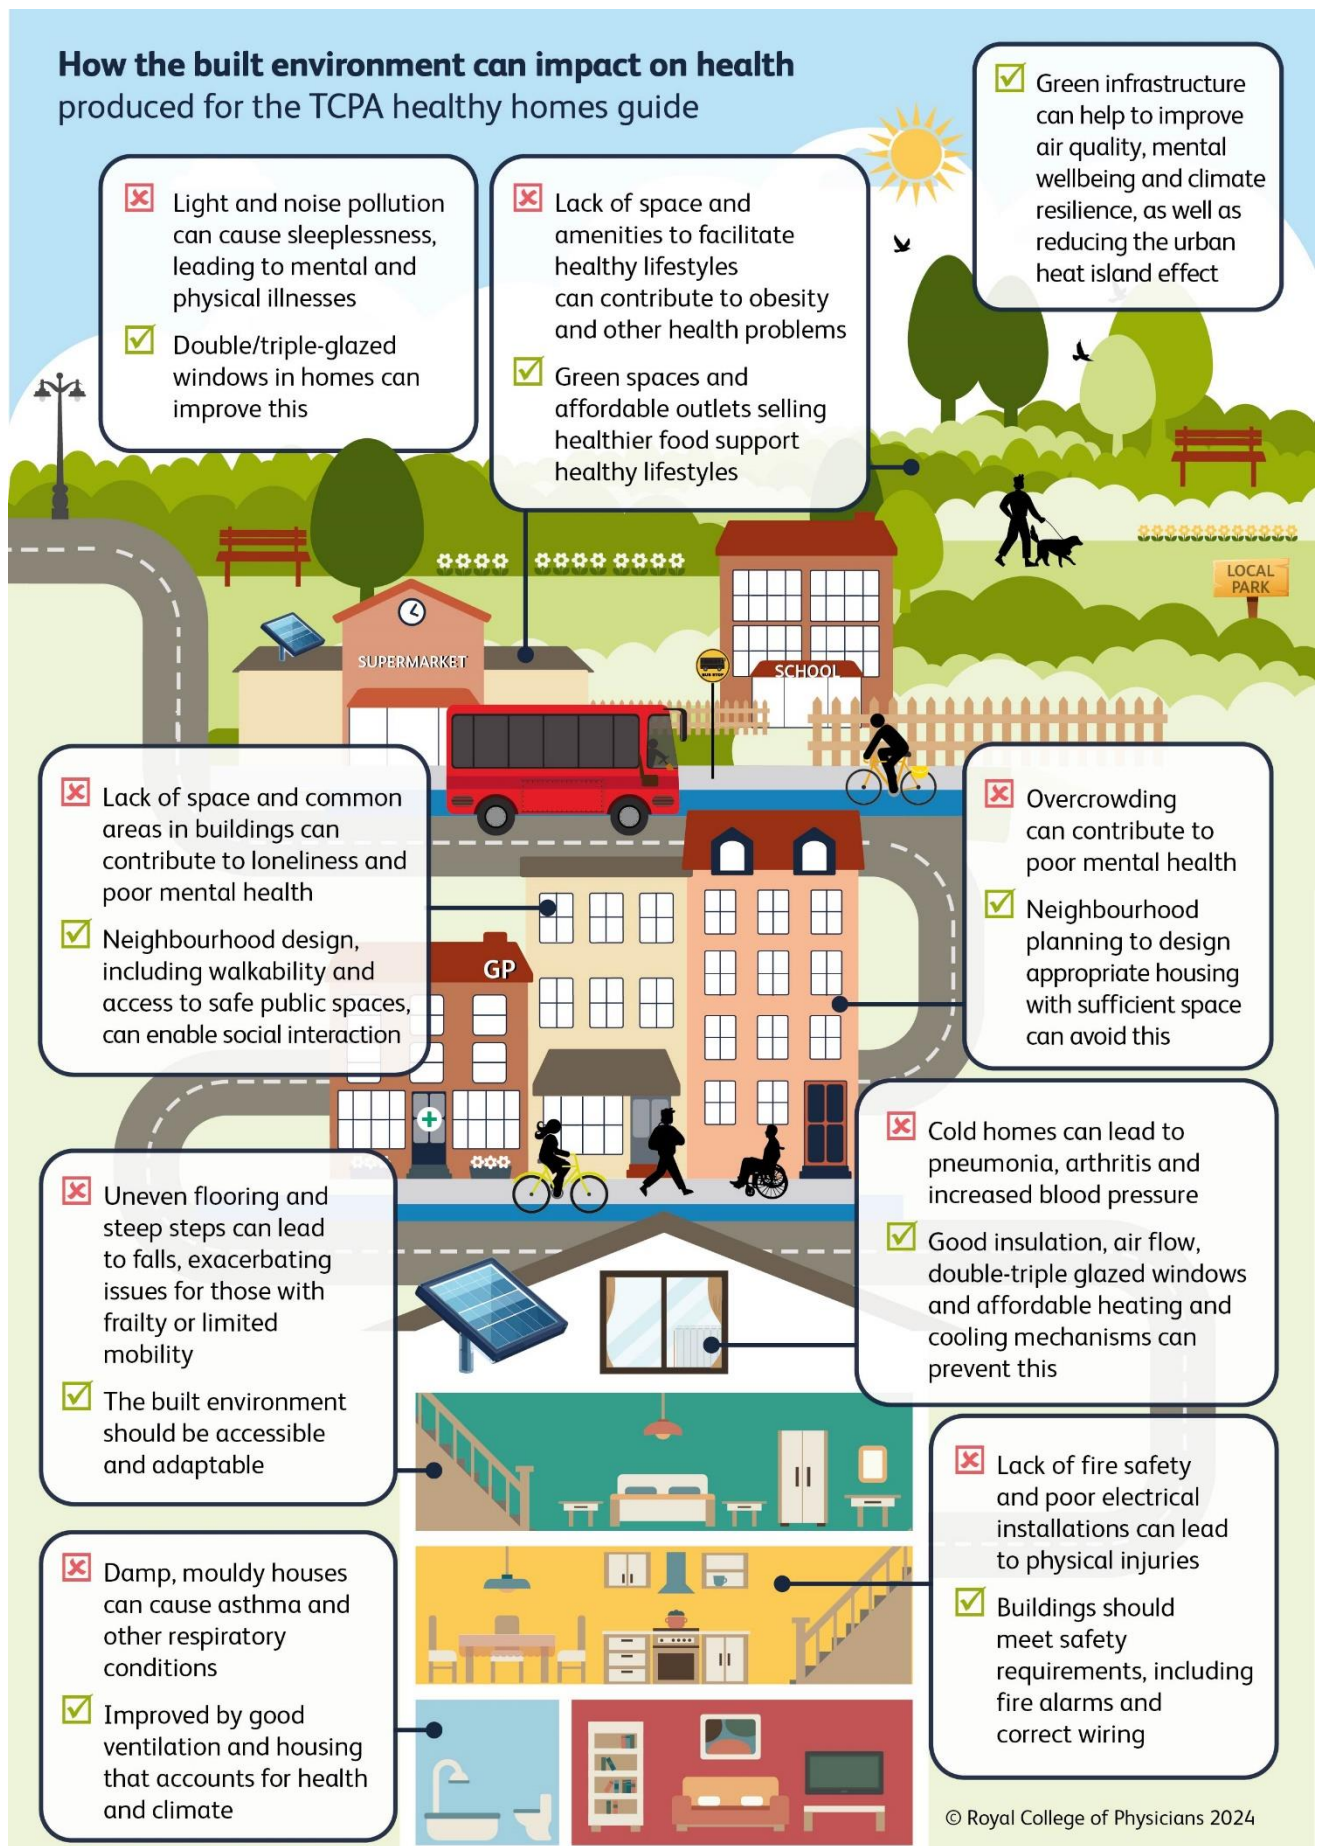 How the built environment can impact on health
produced for the TCPA healthy homes guide
Light and noise pollution
can cause sleeplessness,
leading to mental and
physical illnesses
Double/triple-glazed
windows in homes can
improve this
Lack of space and
amenities to facilitate
healthy lifestyles
can contribute to obesity
and other health problems
Green spaces and
affordable outlets selling
healthier food support
healthy lifestyles
Green infrastructure
can help to improve
air quality, mental
wellbeing and climate
resilience, as well as
reducing the urban
heat island effect
LOCAL
PARK
SUPERMARKET
BUS STOP
SCHOOL
Lack of space and common
areas in buildings can
contribute to loneliness and
poor mental health
Neighbourhood design,
including walkability and
access to safe public spaces,
can enable social interaction
GP
Overcrowding
can contribute to
poor mental health
Neighbourhood
planning to design
appropriate housing
with sufficient space
can avoid this
Uneven flooring and
steep steps can lead
to falls, exacerbating
issues for those with
frailty or limited
mobility
The built environment
should be accessible
and adaptable
Cold homes can lead to
pneumonia, arthritis and
increased blood pressure
Good insulation, air flow,
double-triple glazed windows
and affordable heating and
cooling mechanisms can
prevent this
Damp, mouldy houses
can cause asthma and
other respiratory
conditions
Improved by good
ventilation and housing
that accounts for health
and climate
Lack of fire safety
and poor electrical
installations can lead
to physical injuries
Buildings should
meet safety
requirements, including
fire alarms and
correct wiring
© Royal College of Physicians 2024